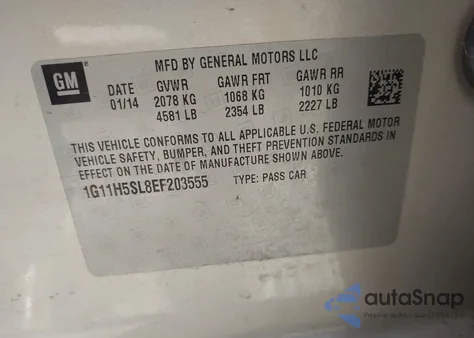 GM
MFD BY GENERAL MOTORS LLC
DATE GVWR GAWR FRT GAWR RR
01/14 2078 KG 1068 KG 1010 KG
4581 LB 2354 LB 2227 LB
THIS VEHICLE CONFORMS TO ALL APPLICABLE U.S. FEDERAL MOTOR
VEHICLE SAFETY, BUMPER, AND THEFT PREVENTION STANDARDS IN
EFFECT ON THE DATE OF MANUFACTURE SHOWN ABOVE.
1G11H5SL8EF203555 TYPE: PASS CAR
autoSnap